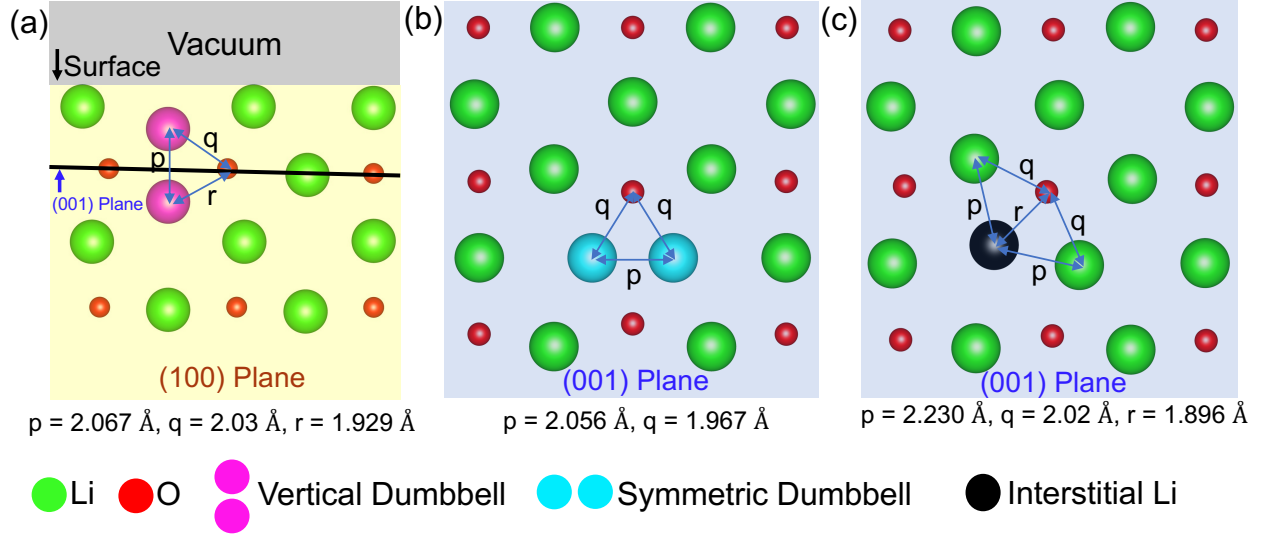 (a)
Vacuum
Surface
q
p
r
(001) Plane
(100) Plane
p = 2.067 Å, q = 2.03 Å, r = 1.929 Å
(b)
q q
p
(001) Plane
p = 2.056 Å, q = 1.967 Å
(c)
q
p r q
p
(001) Plane
p = 2.230 Å, q = 2.02 Å, r = 1.896 Å
Li O Vertical Dumbbell Symmetric Dumbbell Interstitial Li